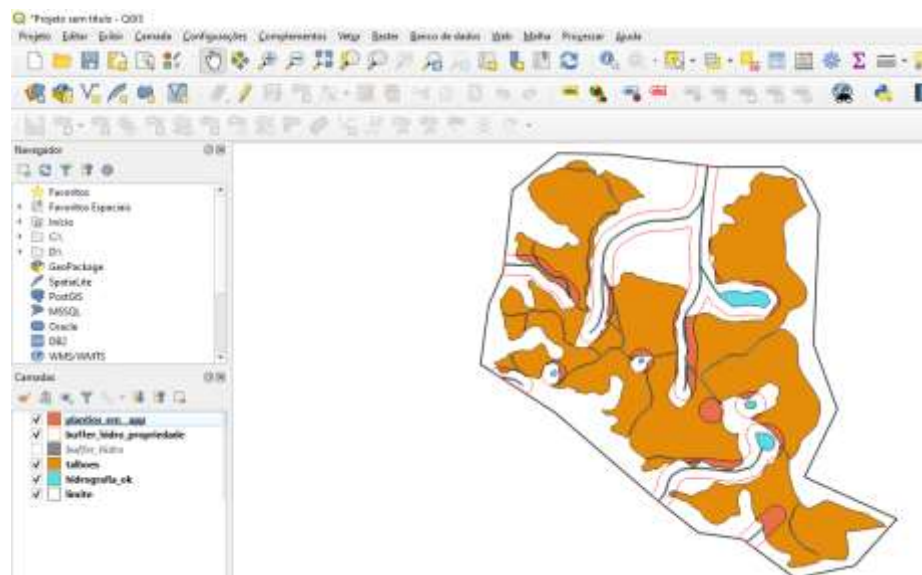 *Projeto sem título - QGIS
Projeto Editar Exibir Camada Configurações Complementos Vetor Raster Banco de dados Web Malha Processar Ajuda
Navegador
Favoritos
Favoritos Espaciais
Início
C:\
D:\
GeoPackage
SpatiaLite
PostGIS
MSSQL
Oracle
DB2
WMS/WMTS
Camadas
plantios_em_app
buffer_hidro_propriedade
buffer_hidro
talhoes
hidrografia_ok
limite